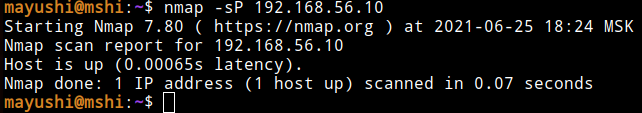 mayushi@mshi:~$ nmap -sP 192.168.56.10
Starting Nmap 7.80 ( https://nmap.org ) at 2021-06-25 18:24 MSK
Nmap scan report for 192.168.56.10
Host is up (0.00065s latency).
Nmap done: 1 IP address (1 host up) scanned in 0.07 seconds
mayushi@mshi:~$